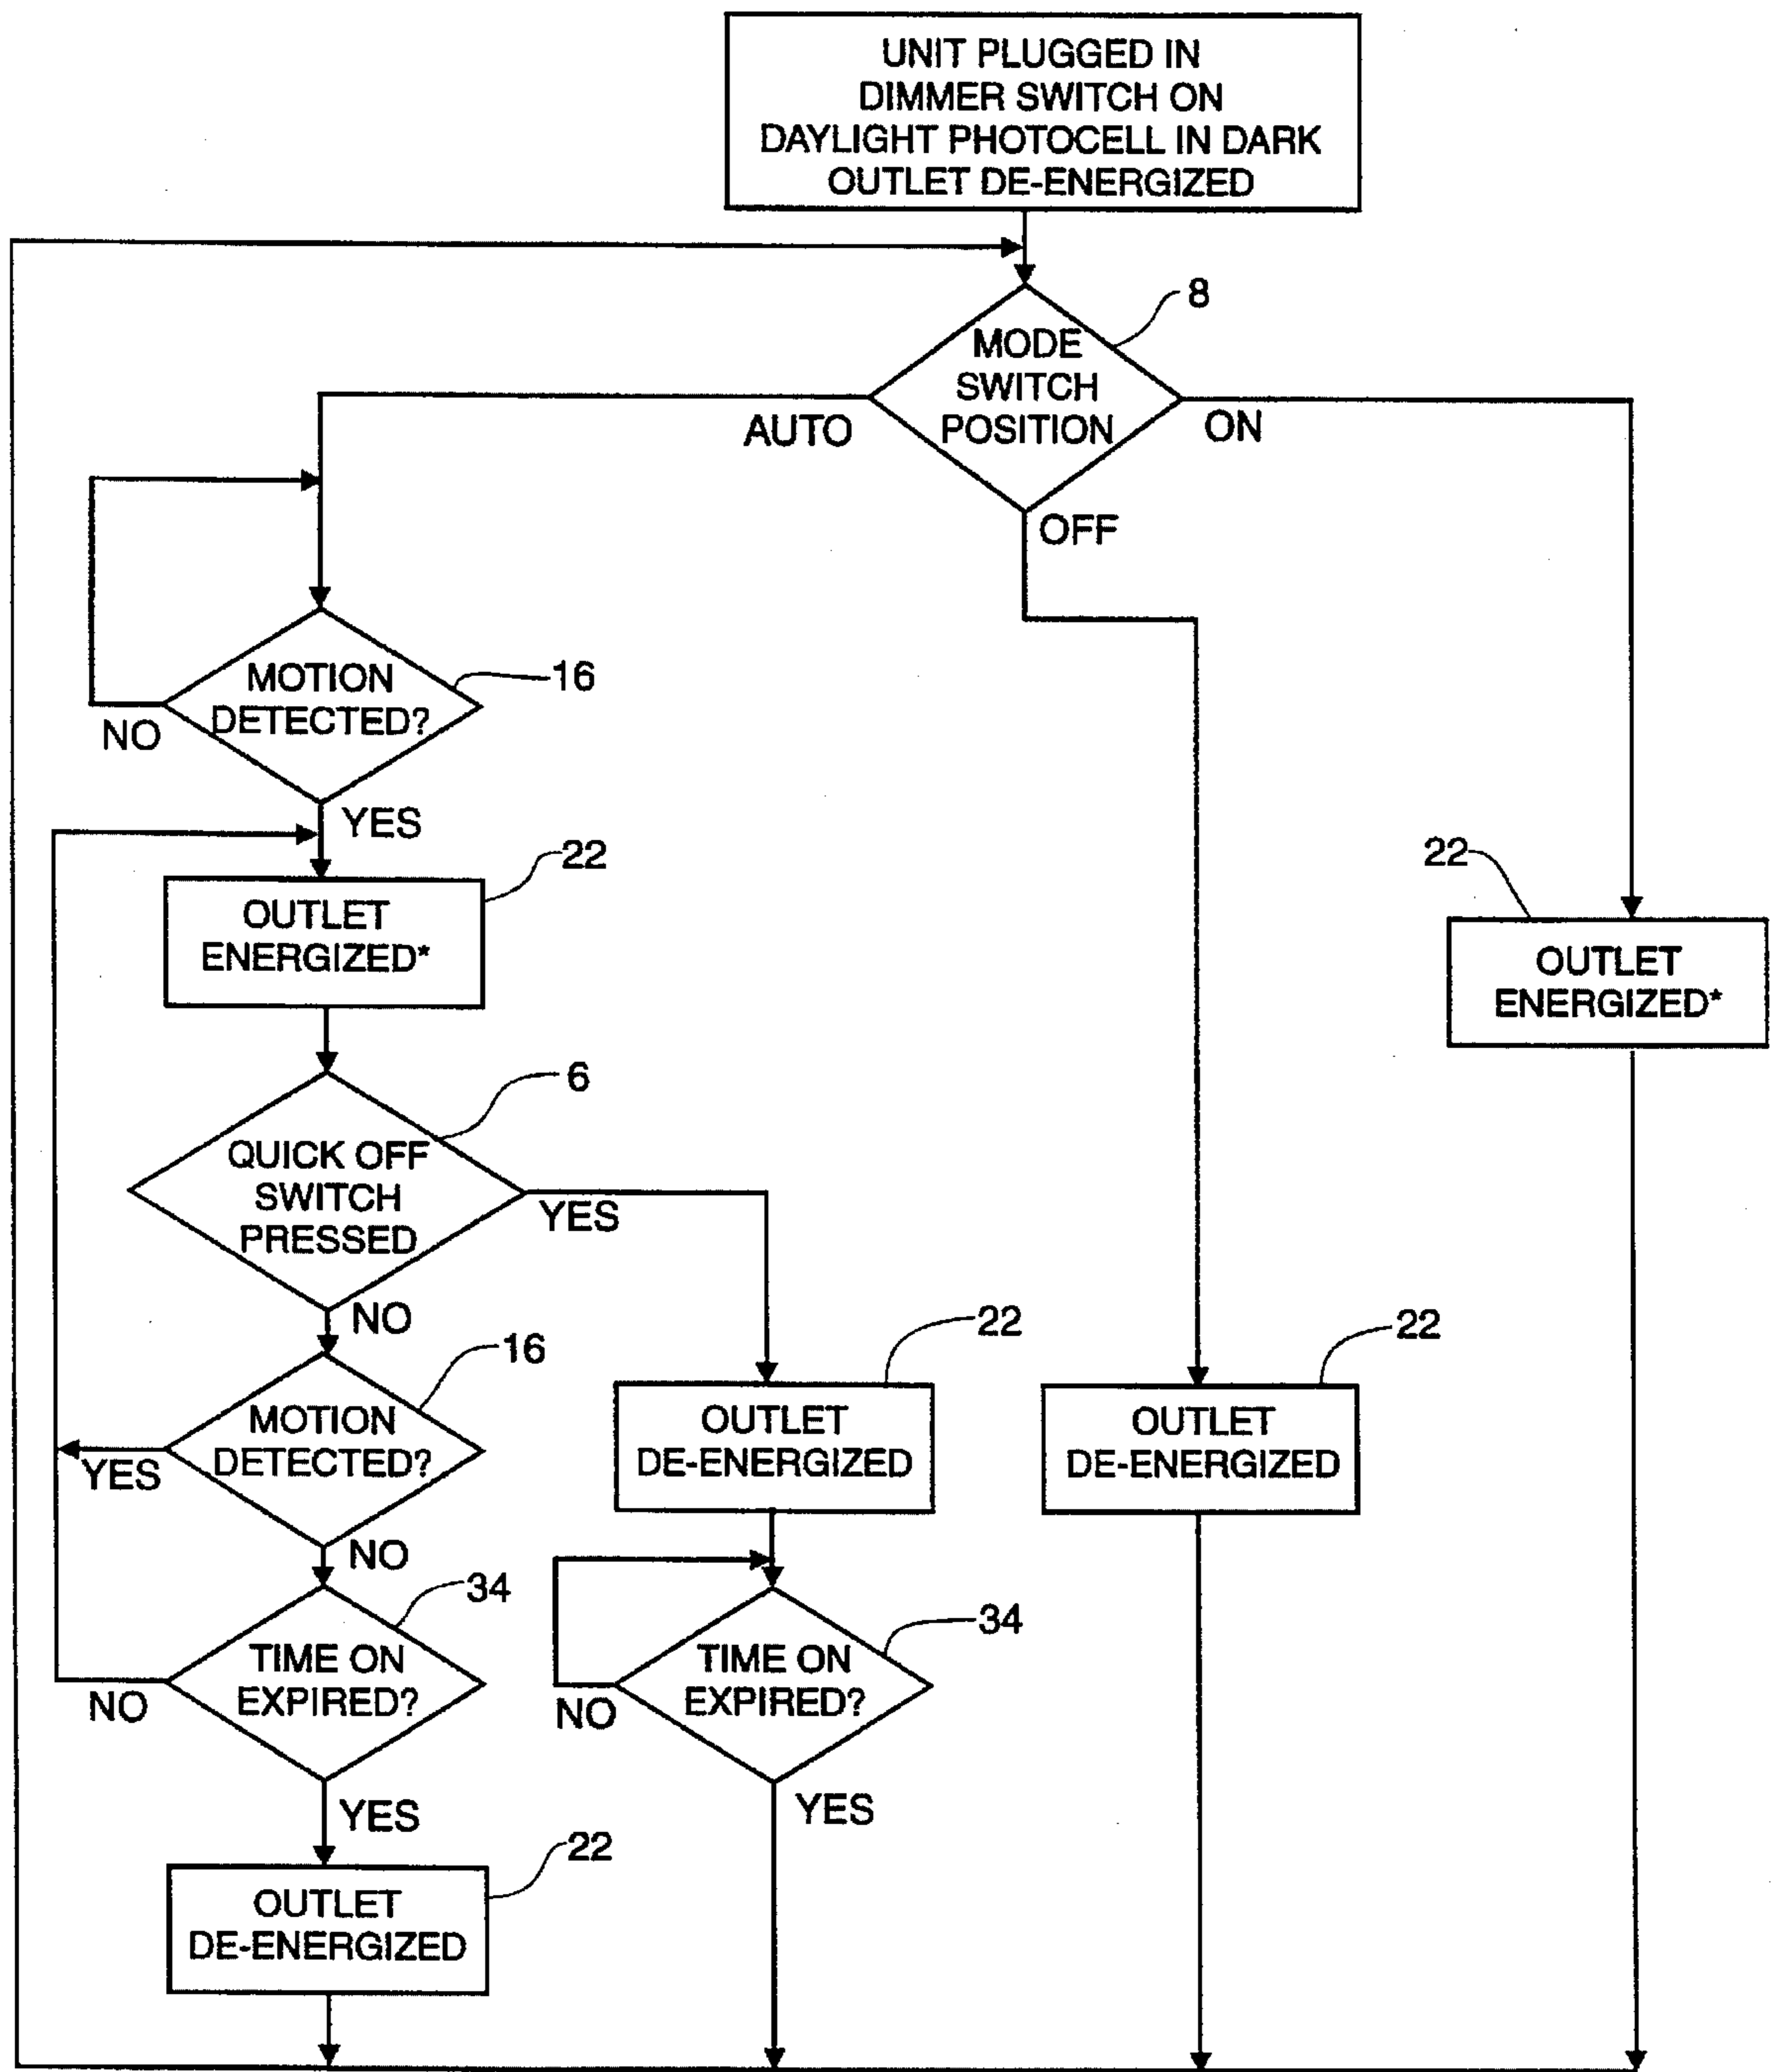 UNIT PLUGGED IN
DIMMER SWITCH ON
DAYLIGHT PHOTOCELL IN DARK
OUTLET DE-ENERGIZED
8
MODE
SWITCH
POSITION
AUTO
ON
OFF
MOTION
DETECTED?
16
NO
YES
22
OUTLET
ENERGIZED*
22
OUTLET
ENERGIZED*
6
QUICK OFF
SWITCH
PRESSED
YES
NO
16
MOTION
DETECTED?
YES
NO
22
OUTLET
DE-ENERGIZED
22
OUTLET
DE-ENERGIZED
34
TIME ON
EXPIRED?
NO
YES
34
TIME ON
EXPIRED?
NO
YES
22
OUTLET
DE-ENERGIZED